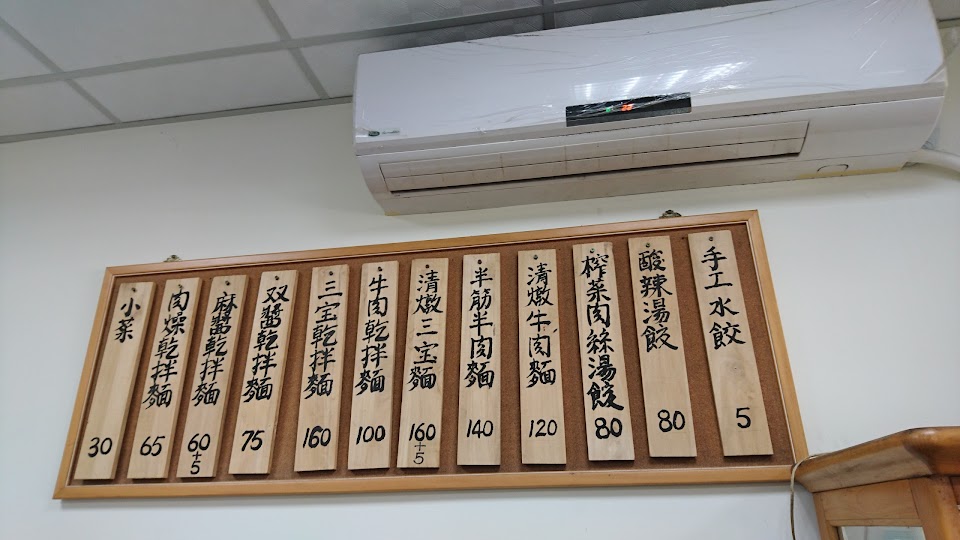 手工水餃 5
酸辣湯餃 80
榨菜肉絲湯餃 80
清燉牛肉麵 120
半筋半肉麵 140
清燉三宝麵 160+5
牛肉乾拌麵 100
三宝乾拌麵 160
双醬乾拌麵 75
麻醬乾拌麵 60+5
肉燥乾拌麵 65
小菜 30